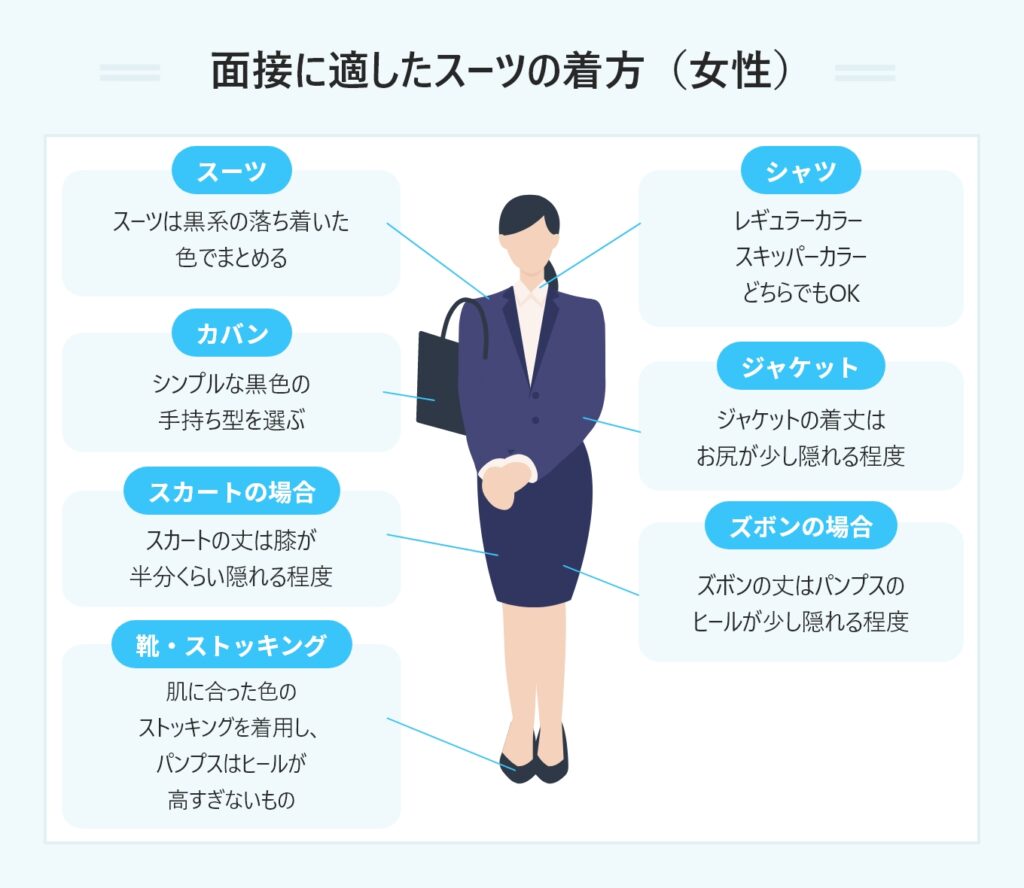 面接に適したスーツの着方（女性）
スーツ
スーツは黒系の落ち着いた
色でまとめる
カバン
シンプルな黒色の
手持ち型を選ぶ
スカートの場合
スカートの丈は膝が
半分くらい隠れる程度
靴・ストッキング
肌に合った色の
ストッキングを着用し、
パンプスはヒールが
高すぎないもの
シャツ
レギュラーカラー
スキッパーカラー
どちらでもOK
ジャケット
ジャケットの着丈は
お尻が少し隠れる程度
ズボンの場合
ズボンの丈はパンプスの
ヒールが少し隠れる程度